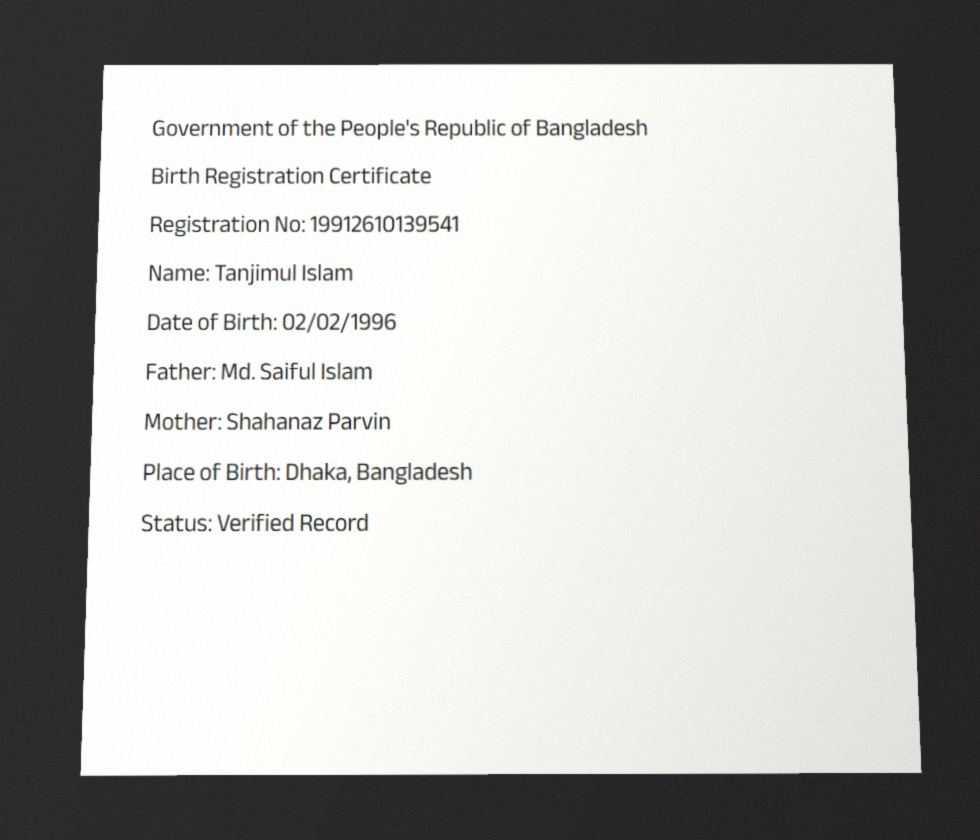 Government of the People's Republic of Bangladesh
Birth Registration Certificate
Registration No: 19912610139541
Name: Tanjimul Islam
Date of Birth: 02/02/1996
Father: Md. Saiful Islam
Mother: Shahanaz Parvin
Place of Birth: Dhaka, Bangladesh
Status: Verified Record